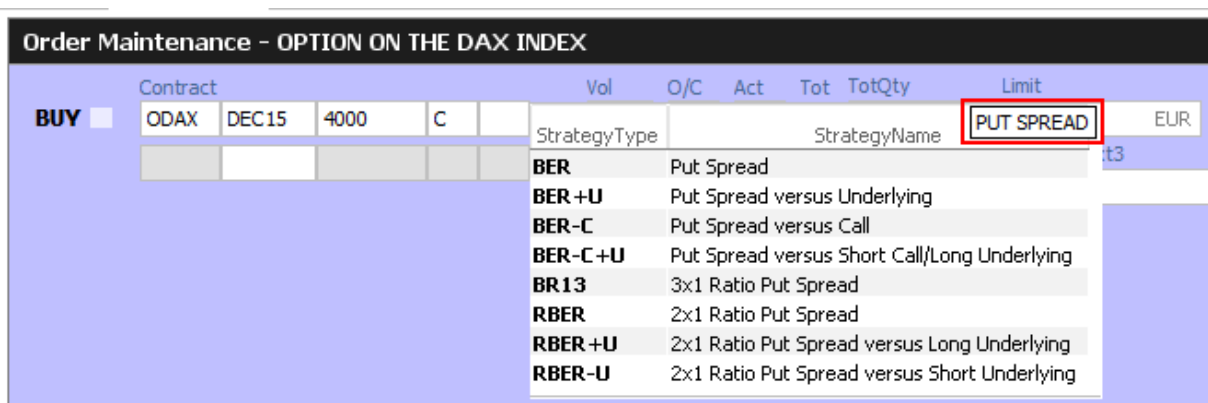 Order Maintenance - OPTION ON THE DAX INDEX
Contract Vol O/C Act Tot TotQty Limit
BUY ODAX DEC15 4000 C PUT SPREAD EUR
StrategyType StrategyName
BER Put Spread
BER+U Put Spread versus Underlying
BER-C Put Spread versus Call
BER-C+U Put Spread versus Short Call/Long Underlying
BR13 3x1 Ratio Put Spread
RBER 2x1 Ratio Put Spread
RBER+U 2x1 Ratio Put Spread versus Long Underlying
RBER-U 2x1 Ratio Put Spread versus Short Underlying